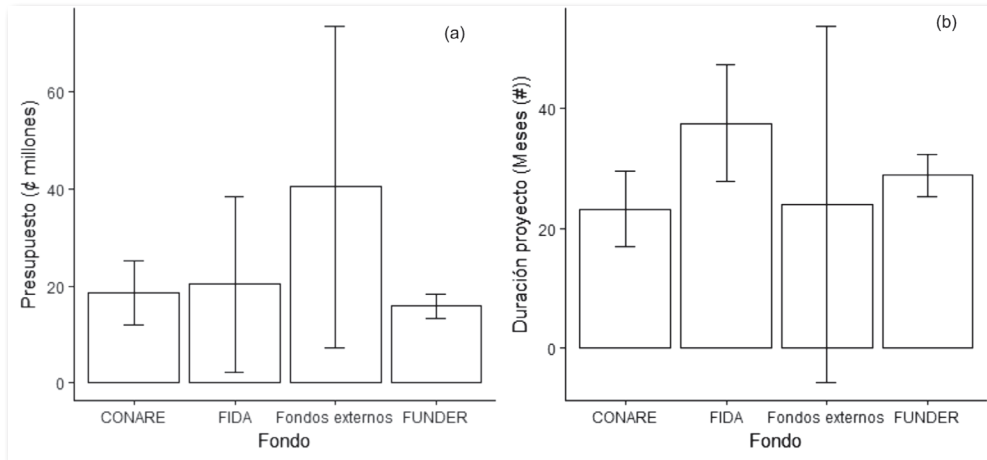 (a)
Presupuesto (₡ millones)
60
40
20
0
CONARE FIDA Fondos externos FUNDER
Fondo
(b)
Duración proyecto (Meses (#))
40
20
0
CONARE FIDA Fondos externos FUNDER
Fondo